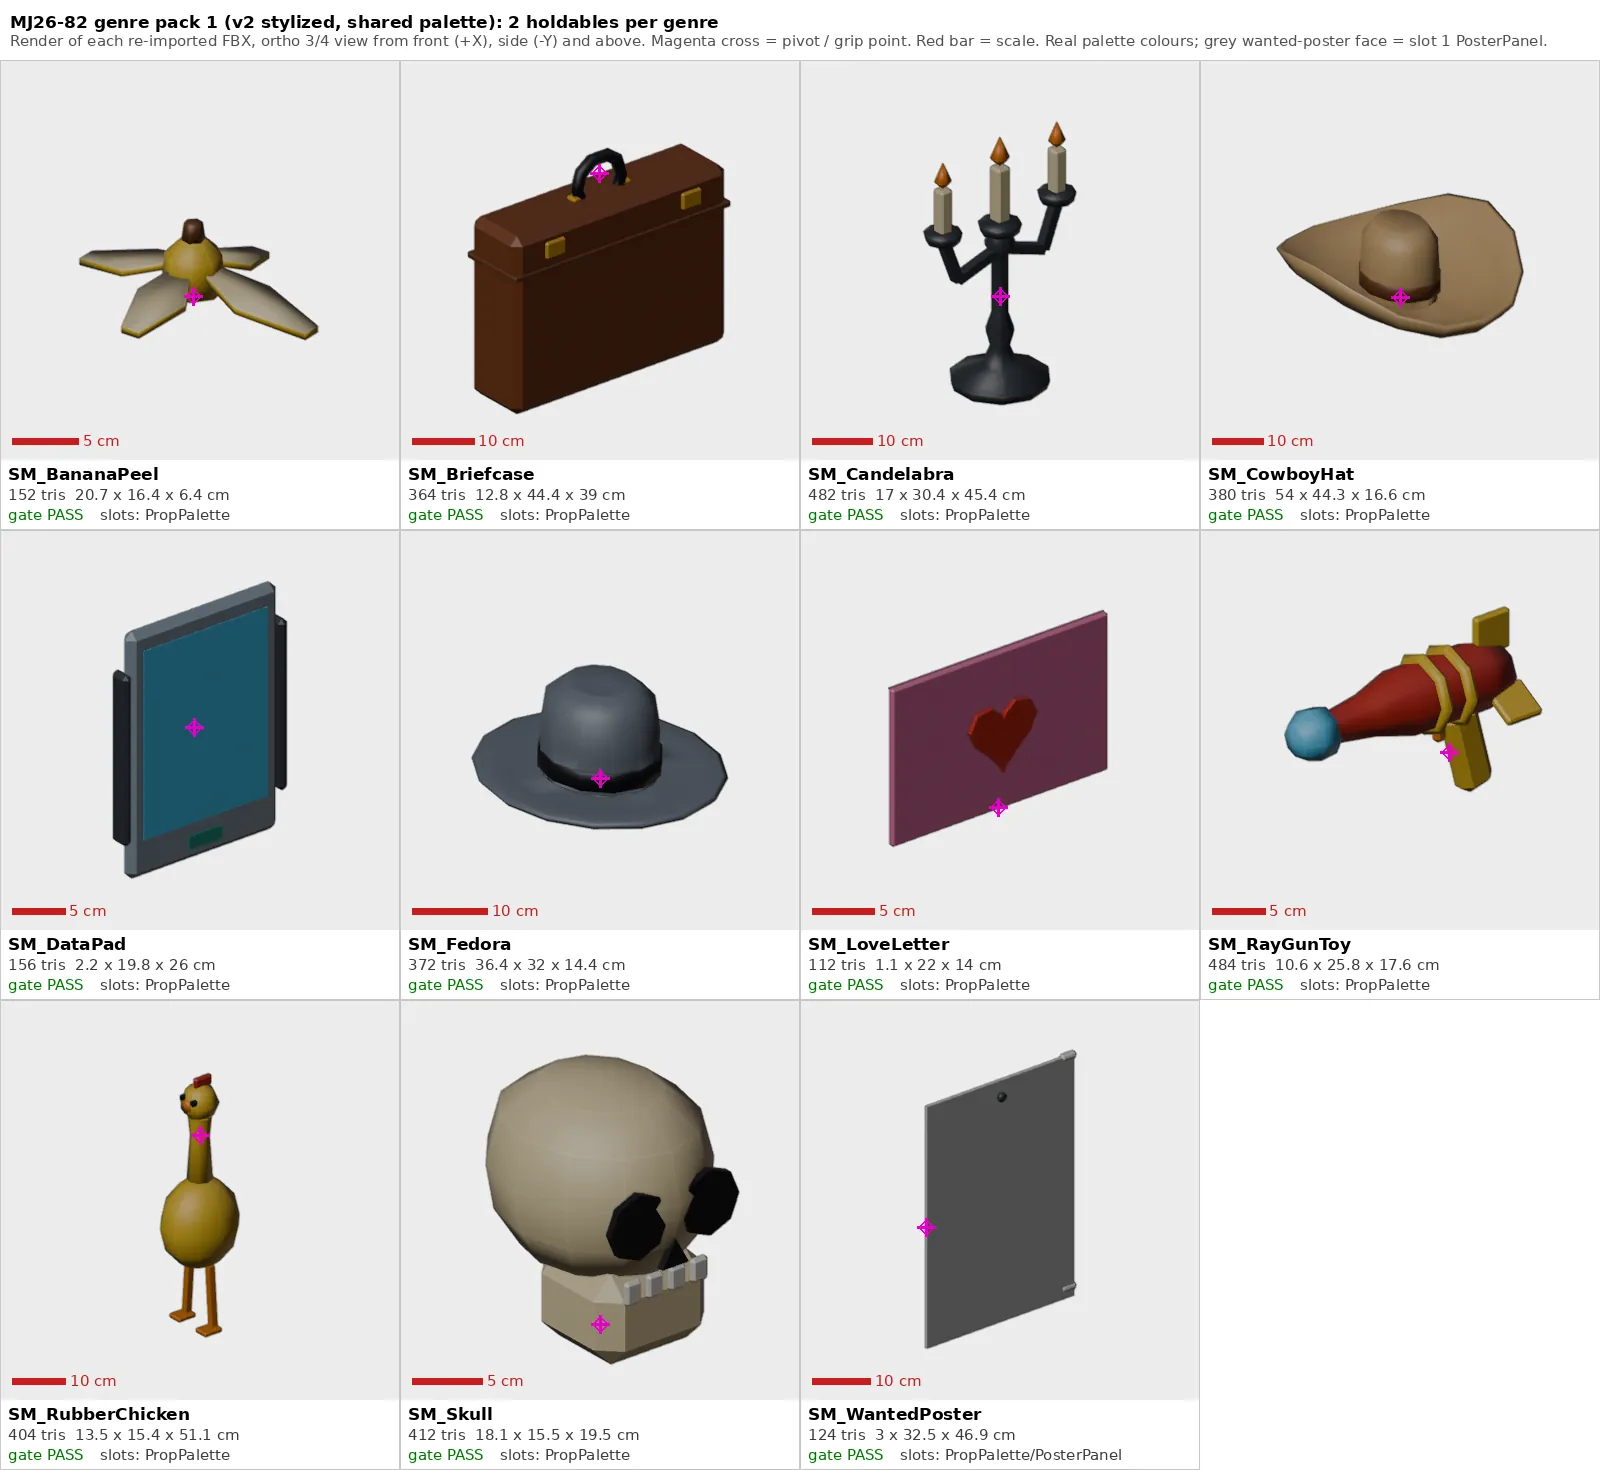 MJ26-82 genre pack 1 (v2 stylized, shared palette): 2 holdables per genre
Render of each re-imported FBX, ortho 3/4 view from front (+X), side (-Y) and above. Magenta cross = pivot / grip point. Red bar = scale. Real palette colours; grey wanted-poster face = slot 1 PosterPanel.
5 cm
SM_BananaPeel
152 tris  20.7 x 16.4 x 6.4 cm
gate PASS   slots: PropPalette
10 cm
SM_Briefcase
364 tris  12.8 x 44.4 x 39 cm
gate PASS   slots: PropPalette
10 cm
SM_Candelabra
482 tris  17 x 30.4 x 45.4 cm
gate PASS   slots: PropPalette
10 cm
SM_CowboyHat
380 tris  54 x 44.3 x 16.6 cm
gate PASS   slots: PropPalette
5 cm
SM_DataPad
156 tris  2.2 x 19.8 x 26 cm
gate PASS   slots: PropPalette
10 cm
SM_Fedora
372 tris  36.4 x 32 x 14.4 cm
gate PASS   slots: PropPalette
5 cm
SM_LoveLetter
112 tris  1.1 x 22 x 14 cm
gate PASS   slots: PropPalette
5 cm
SM_RayGunToy
484 tris  10.6 x 25.8 x 17.6 cm
gate PASS   slots: PropPalette
10 cm
SM_RubberChicken
404 tris  13.5 x 15.4 x 51.1 cm
gate PASS   slots: PropPalette
5 cm
SM_Skull
412 tris  18.1 x 15.5 x 19.5 cm
gate PASS   slots: PropPalette
10 cm
SM_WantedPoster
124 tris  3 x 32.5 x 46.9 cm
gate PASS   slots: PropPalette/PosterPanel